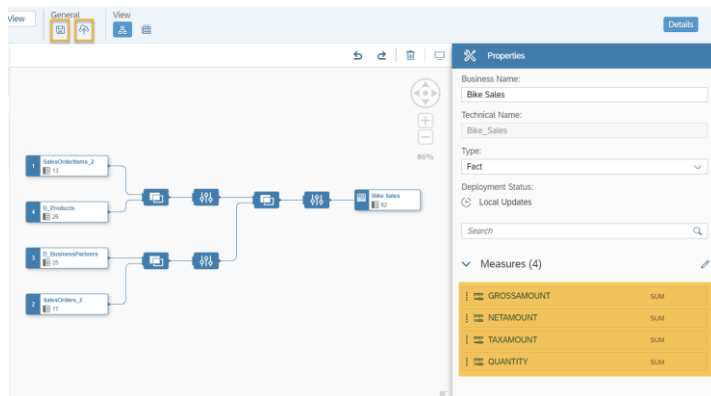 View
General
View
Details
Properties
Business Name:
Bike Sales
Technical Name:
Bike_Sales
Type:
Fact
Deployment Status:
Local Updates
Search
Measures (4)
GROSSAMOUNT SUM
NETAMOUNT SUM
TAXAMOUNT SUM
QUANTITY SUM
86%
1 SalesOrderItems_2
13
4 D_Products
26
3 D_BusinessPartners
25
2 SalesOrders_2
17
Bike Sales
92